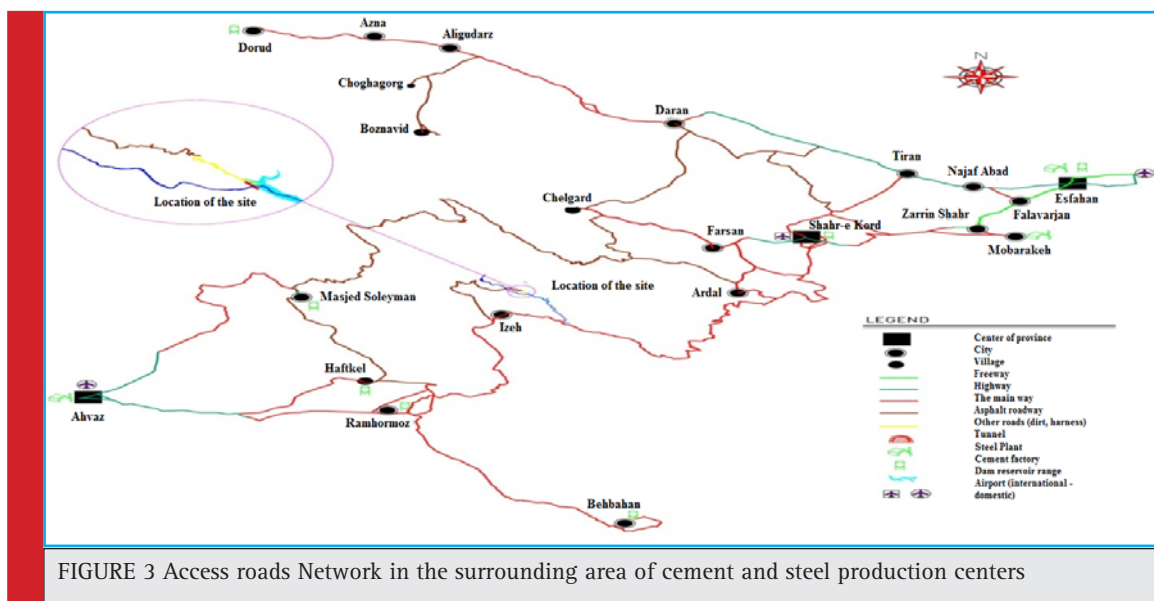 Azna
Dorud
Aligudarz
N
Choghagorg
Boznavid
Daran
Tiran
Najaf Abad
Esfahan
Location of the site
Chelgard
Zarrin Shahr
Falavarjan
Farsan
Shahr-e Kord
Mobarakeh
Location of the site
Ardal
Masjed Soleyman
Izeh
Haftkel
Ahvaz
Ramhormoz
Behbahan
LEGEND
Center of province
City
Village
Freeway
Highway
The main way
Asphalt roadway
Other roads (dirt, harness)
Tunnel
Steel Plant
Cement factory
Dam reservoir range
Airport (international -
domestic)
FIGURE 3 Access roads Network in the surrounding area of cement and steel production centers